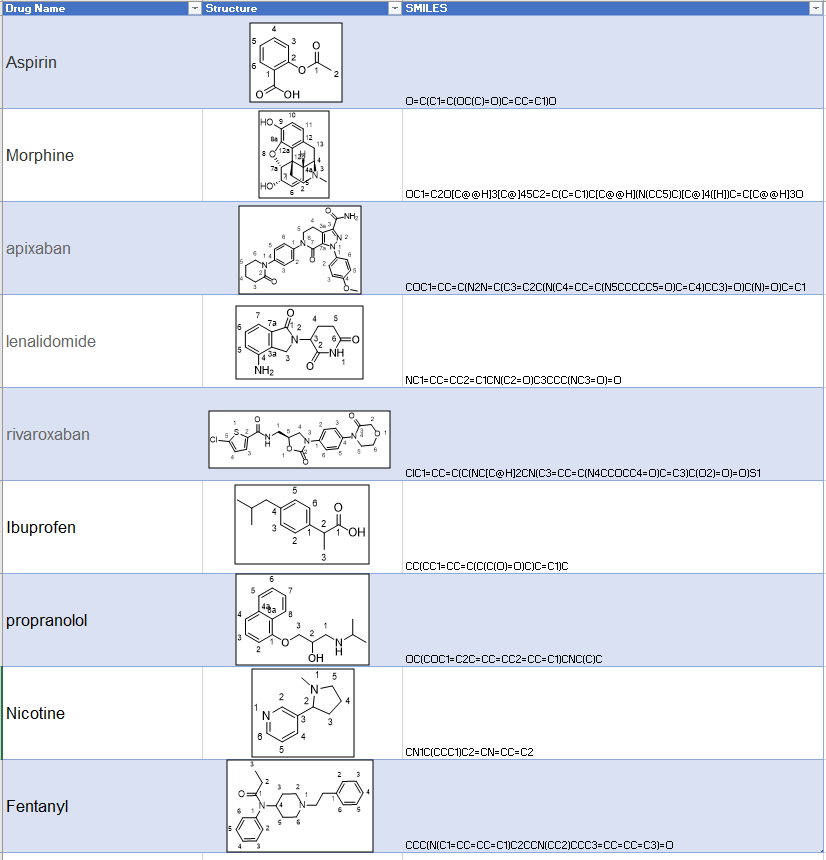 Drug Name Structure SMILES
Aspirin
O=C(C1=C(OC(C)=O)C=CC=C1)O
Morphine
OC1=C2O[C@@H]3[C@]45C2=C(C=C1)C[C@@H](N(CC5)C)[C@]4([H])C=C[C@@H]3O
apixaban
COC1=CC=C(N2N=C(C3=C2C(N(C4=CC=C(N5CCCCC5=O)C=C4)CC3)=O)C(N)=O)C=C1
lenalidomide
NC1=CC=CC2=C1CN(C2=O)C3CCC(NC3=O)=O
rivaroxaban
ClC1=CC=C(C(NC[C@H]2CN(C3=CC=C(N4CCOCC4=O)C=C3)C(O2)=O)=O)S1
Ibuprofen
CC(CC1=CC=C(C(C(O)=O)C)C=C1)C
propranolol
OC(COC1=C2C=CC=CC2=CC=C1)CNC(C)C
Nicotine
CN1C(CCC1)C2=CN=CC=C2
Fentanyl
CCC(N(C1=CC=CC=C1)C2CCN(CC2)CCC3=CC=CC=C3)=O